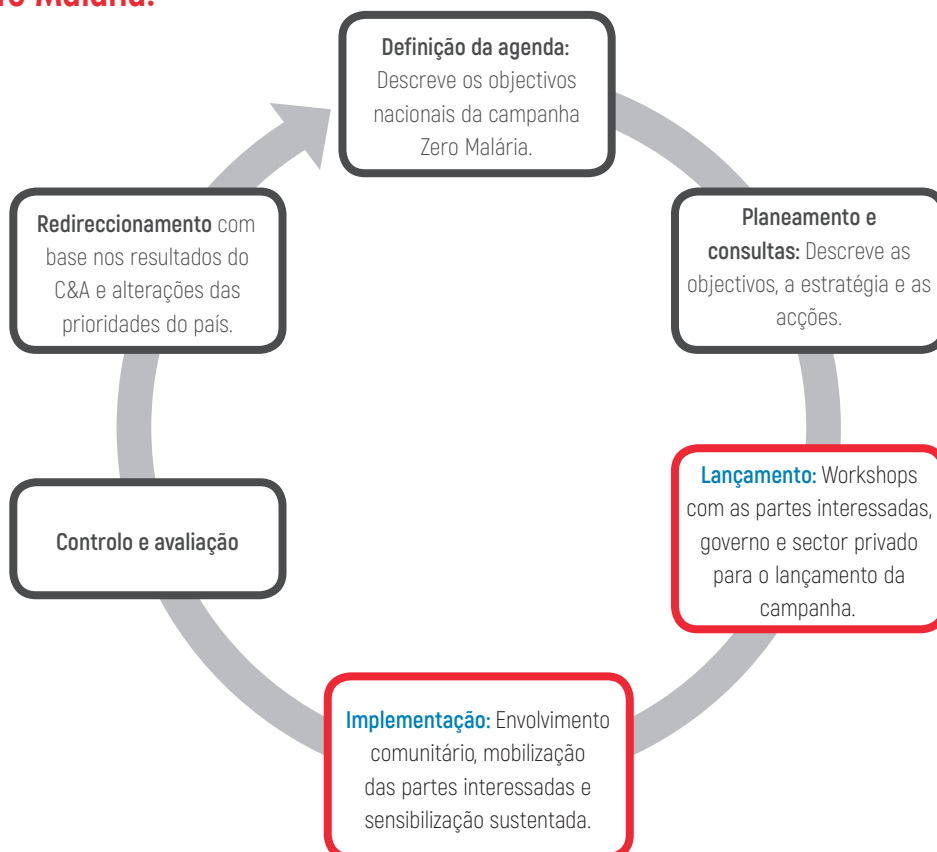 Malária:
Definição da agenda:
Descreve os objectivos
nacionais da campanha
Zero Malária.
Planeamento e
consultas: Descreve as
objectivos, a estratégia e as
acções.
Lançamento: Workshops
com as partes interessadas,
governo e sector privado
para o lançamento da
campanha.
Implementação: Envolvimento
comunitário, mobilização
das partes interessadas e
sensibilização sustentada.
Controlo e avaliação
Redireccionamento com
base nos resultados do
C&A e alterações das
prioridades do país.